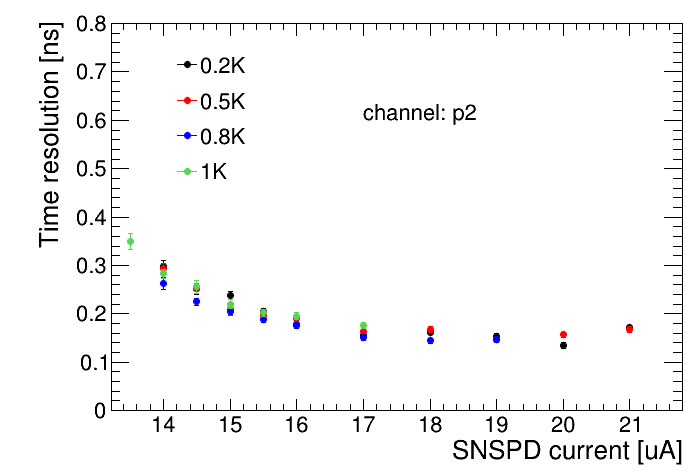 Time resolution [ns]
0.8
0.7
0.6
0.5
0.4
0.3
0.2
0.1
0
0.2K
0.5K
0.8K
1K
channel: p2
14 15 16 17 18 19 20 21
SNSPD current [uA]